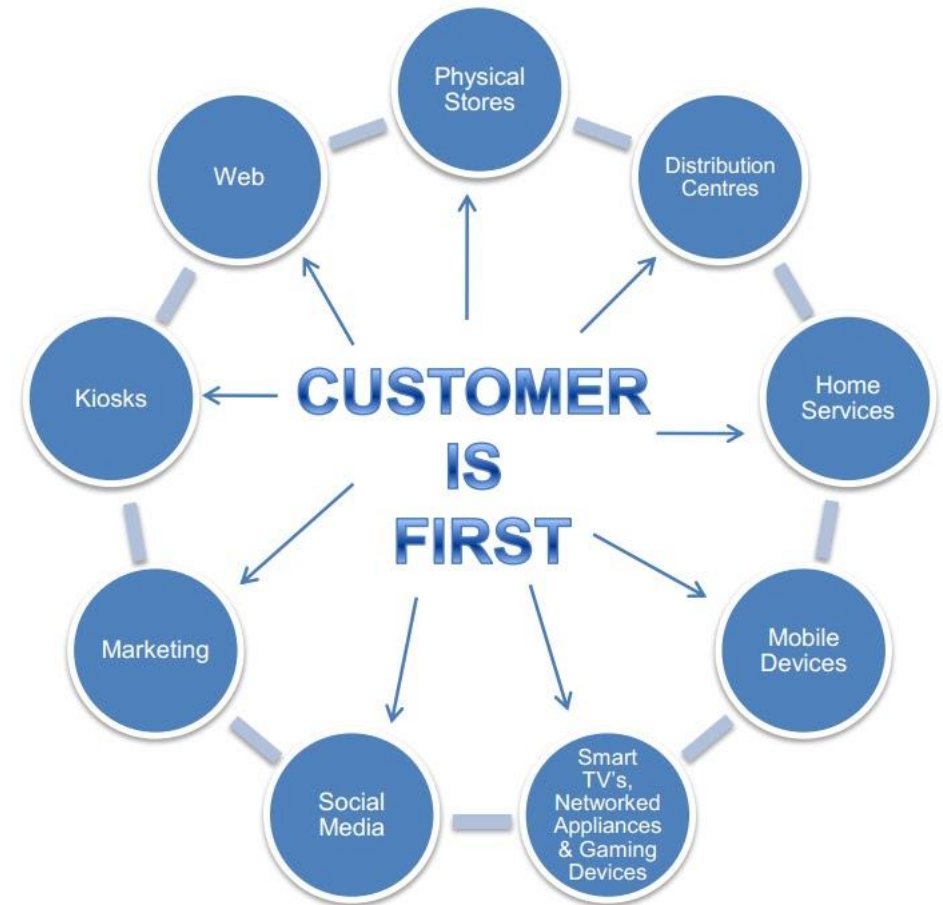 Physical
Stores
Distribution
Centres
Home
Services
Mobile
Devices
Smart
TV's,
Networked
Appliances
& Gaming
Devices
Social
Media
Marketing
Kiosks
Web
CUSTOMER
IS
FIRST